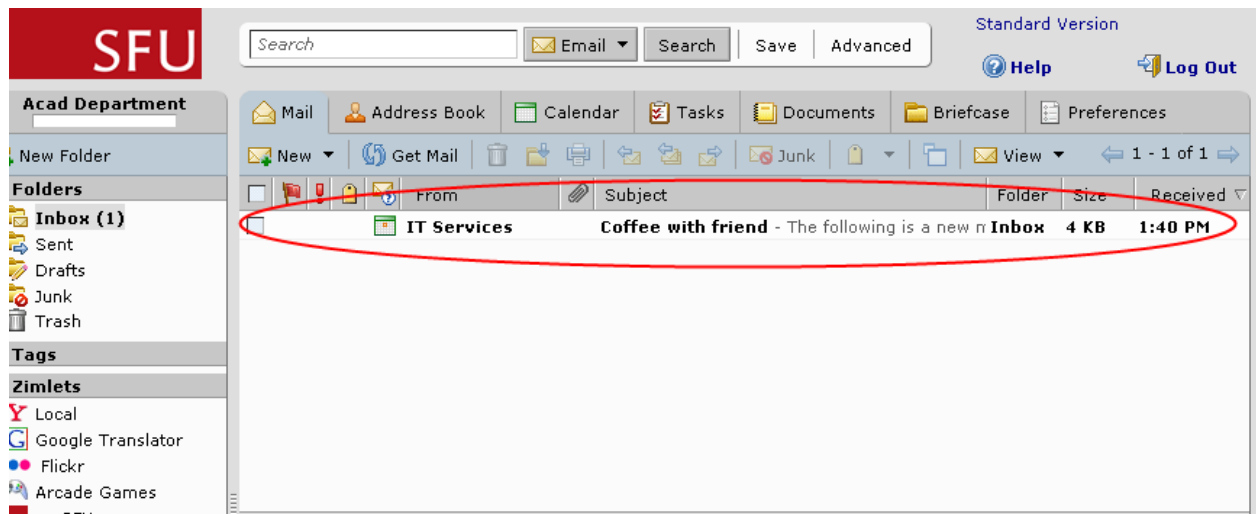 SFU
Search Email Search Save Advanced
Standard Version
Help Log Out
Acad Department
Mail Address Book Calendar Tasks Documents Briefcase Preferences
New Folder
New Get Mail Junk View 1 - 1 of 1
Folders
From Subject Folder Size Received
Inbox (1)
IT Services Coffee with friend - The following is a new Inbox 4 KB 1:40 PM
Sent
Drafts
Junk
Trash
Tags
Zimlets
Local
Google Translator
Flickr
Arcade Games